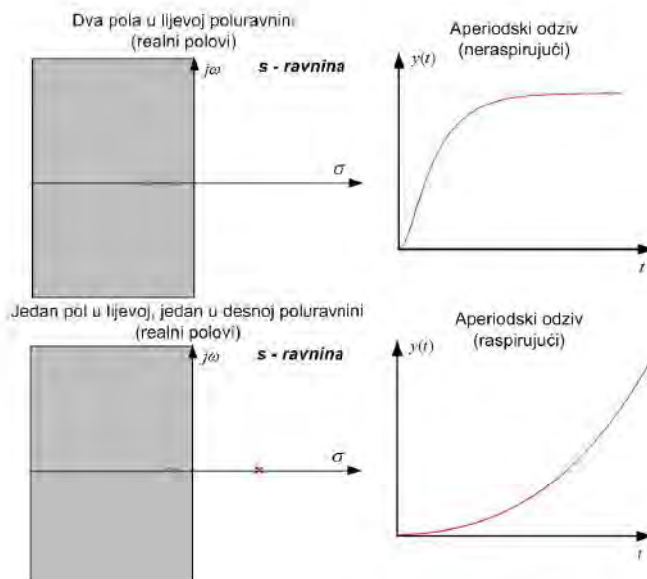 Dva pola u lijevoj poluravnini
(realni polovi)
jω
s - ravnina
σ
Aperiodski odziv
(neraspirujući)
y(t)
t
Jedan pol u lijevoj, jedan u desnoj poluravnini
(realni polovi)
jω
s - ravnina
σ
Aperiodski odziv
(raspirujući)
y(t)
t